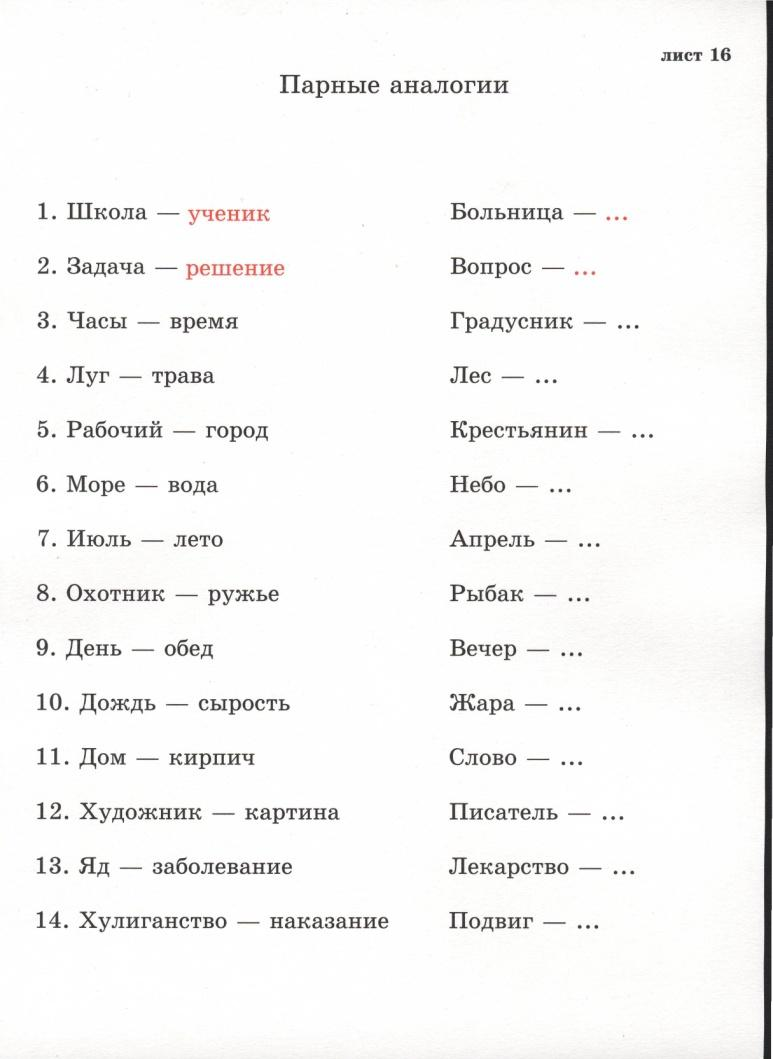 лист 16
Парные аналогии
1. Школа — ученик Больница — ...
2. Задача — решение Вопрос — ...
3. Часы — время Градусник — ...
4. Луг — трава Лес — ...
5. Рабочий — город Крестьянин — ...
6. Море — вода Небо — ...
7. Июль — лето Апрель — ...
8. Охотник — ружье Рыбак — ...
9. День — обед Вечер — ...
10. Дождь — сырость Жара — ...
11. Дом — кирпич Слово — ...
12. Художник — картина Писатель — ...
13. Яд — заболевание Лекарство — ...
14. Хулиганство — наказание Подвиг — ...